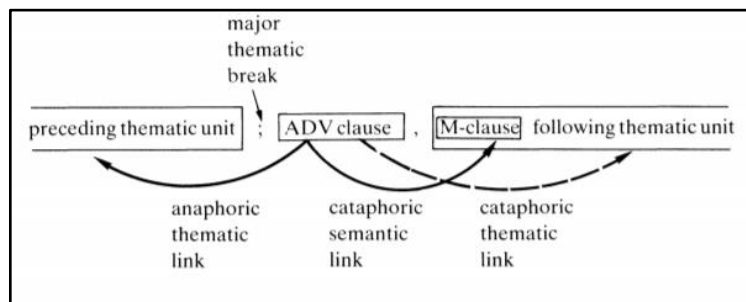 major
thematic
break
preceding thematic unit ; ADV clause , M-clause following thematic unit
anaphoric
thematic
link
cataphoric
semantic
link
cataphoric
thematic
link